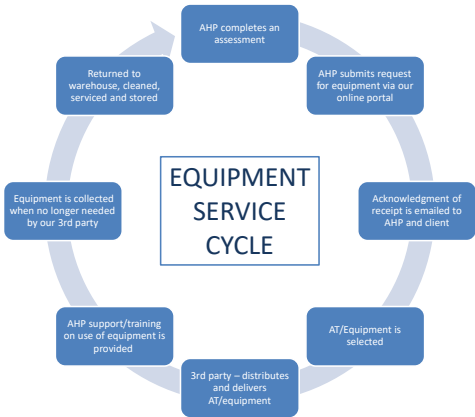 AHP completes an
assessment
AHP submits request
for equipment via our
online portal
Acknowledgment of
receipt is emailed to
AHP and client
AT/Equipment is
selected
3rd party – distributes
and delivers
AT/equipment
AHP support/training
on use of equipment is
provided
Equipment is collected
when no longer needed
by our 3rd party
Returned to
warehouse, cleaned,
serviced and stored
EQUIPMENT
SERVICE
CYCLE